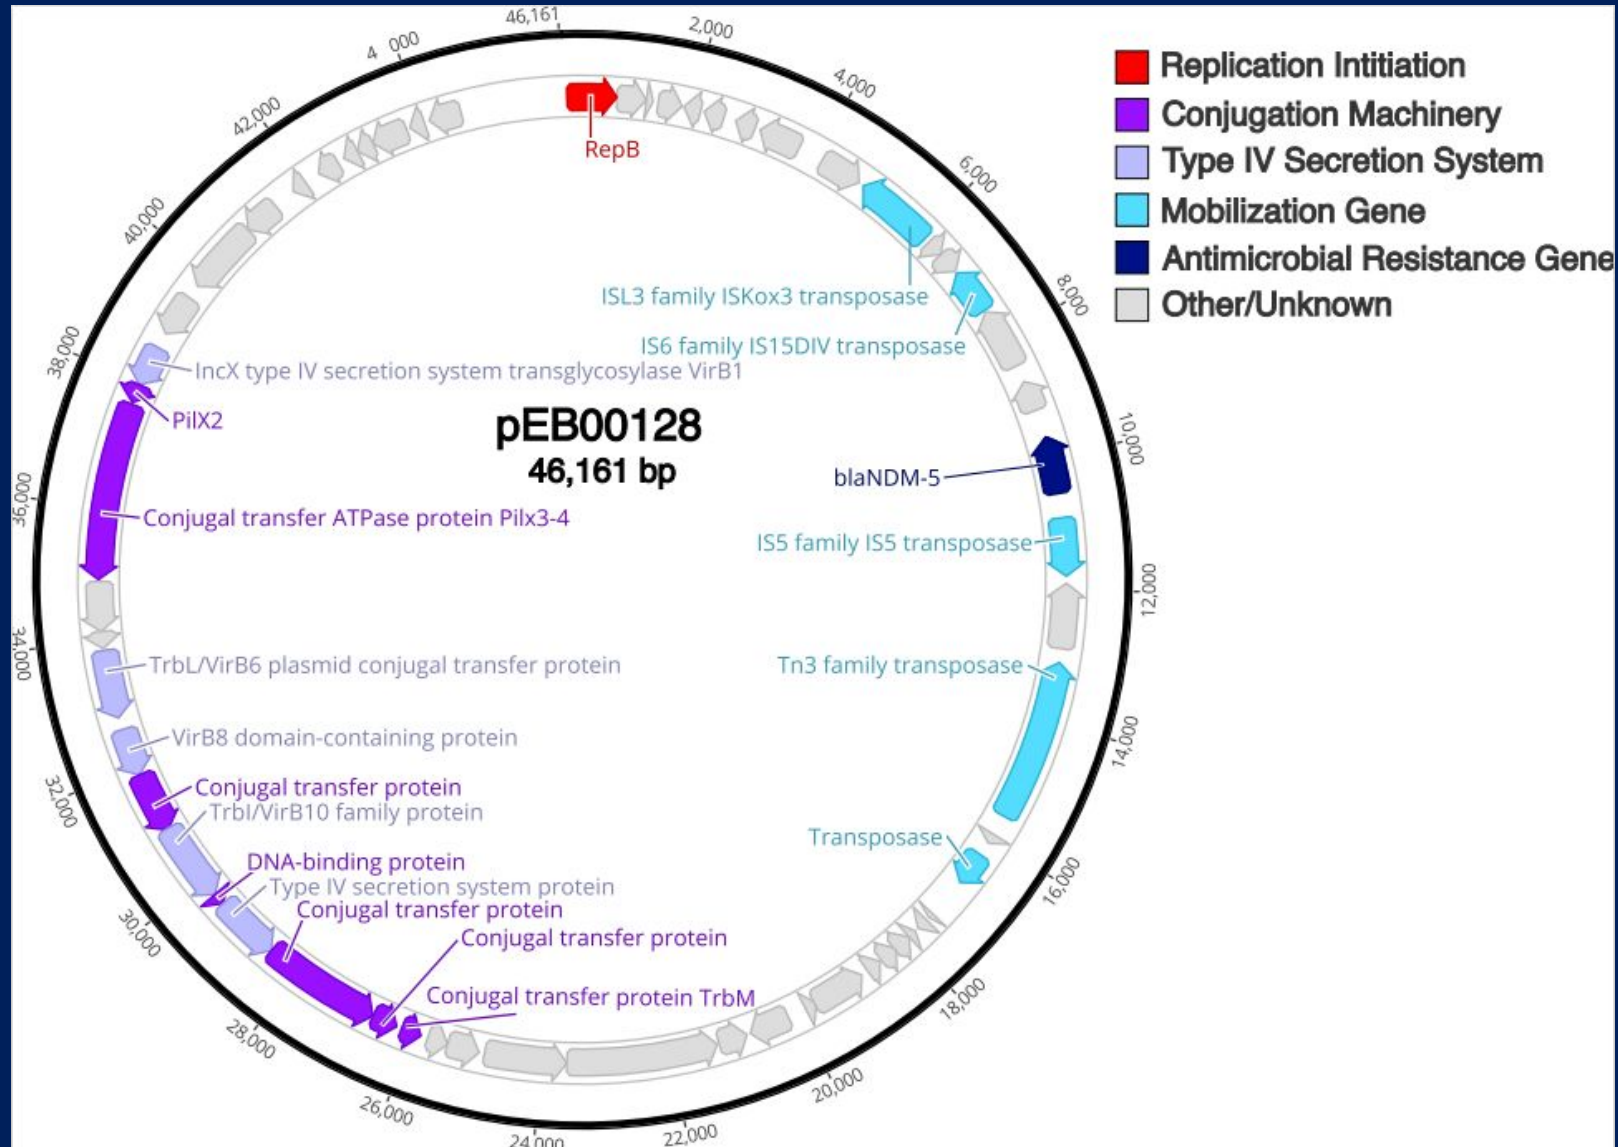 46,161
2,000
4,000
6,000
8,000
10,000
12,000
14,000
16,000
18,000
20,000
22,000
24,000
26,000
28,000
30,000
32,000
34,000
36,000
38,000
40,000
42,000
4 000
RepB
ISL3 family ISKox3 transposase
IS6 family IS15DIV transposase
IncX type IV secretion system transglycosylase VirB1
PilX2
pEB00128
46,161 bp
blaNDM-5
Conjugal transfer ATPase protein Pilx3-4
IS5 family IS5 transposase
TrbL/VirB6 plasmid conjugal transfer protein
Tn3 family transposase
VirB8 domain-containing protein
Conjugal transfer protein
TrbI/VirB10 family protein
Transposase
DNA-binding protein
Type IV secretion system protein
Conjugal transfer protein
Conjugal transfer protein
Conjugal transfer protein TrbM
Replication Intitiation
Conjugation Machinery
Type IV Secretion System
Mobilization Gene
Antimicrobial Resistance Gene
Other/Unknown